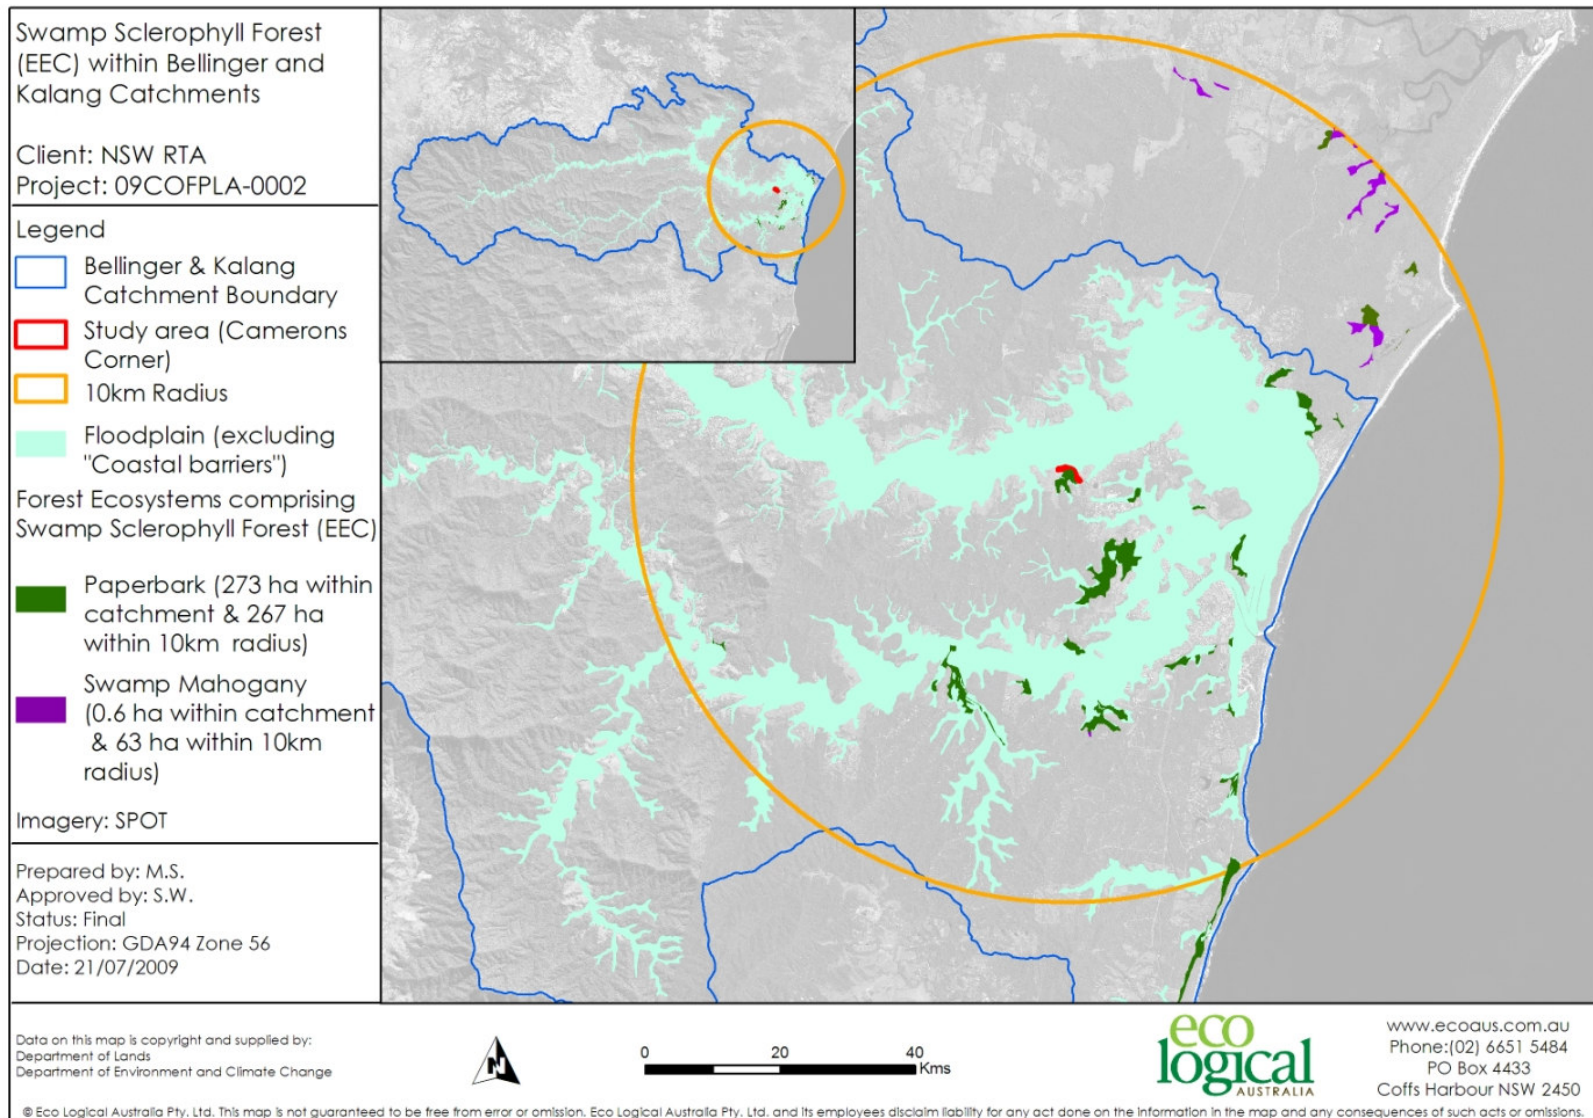 Swamp Sclerophyll Forest
(EEC) within Bellinger and
Kalang Catchments
Client: NSW RTA
Project: 09COFPLA-0002
Legend
Bellinger & Kalang
Catchment Boundary
Study area (Camerons
Corner)
10km Radius
Floodplain (excluding
"Coastal barriers")
Forest Ecosystems comprising
Swamp Sclerophyll Forest (EEC)
Paperbark (273 ha within
catchment & 267 ha
within 10km radius)
Swamp Mahogany
(0.6 ha within catchment
& 63 ha within 10km
radius)
Imagery: SPOT
Prepared by: M.S.
Approved by: S.W.
Status: Final
Projection: GDA94 Zone 56
Date: 21/07/2009
Data on this map is copyright and supplied by:
Department of Lands
Department of Environment and Climate Change
N
0 20 40
Kms
eco
logical
AUSTRALIA
www.ecoaus.com.au
Phone:(02) 6651 5484
PO Box 4433
Coffs Harbour NSW 2450
© Eco Logical Australia Pty. Ltd. This map is not guaranteed to be free from error or omission. Eco Logical Australia Pty. Ltd. and its employees disclaim liability for any act done on the information in the map and any consequences of such acts or omissions.